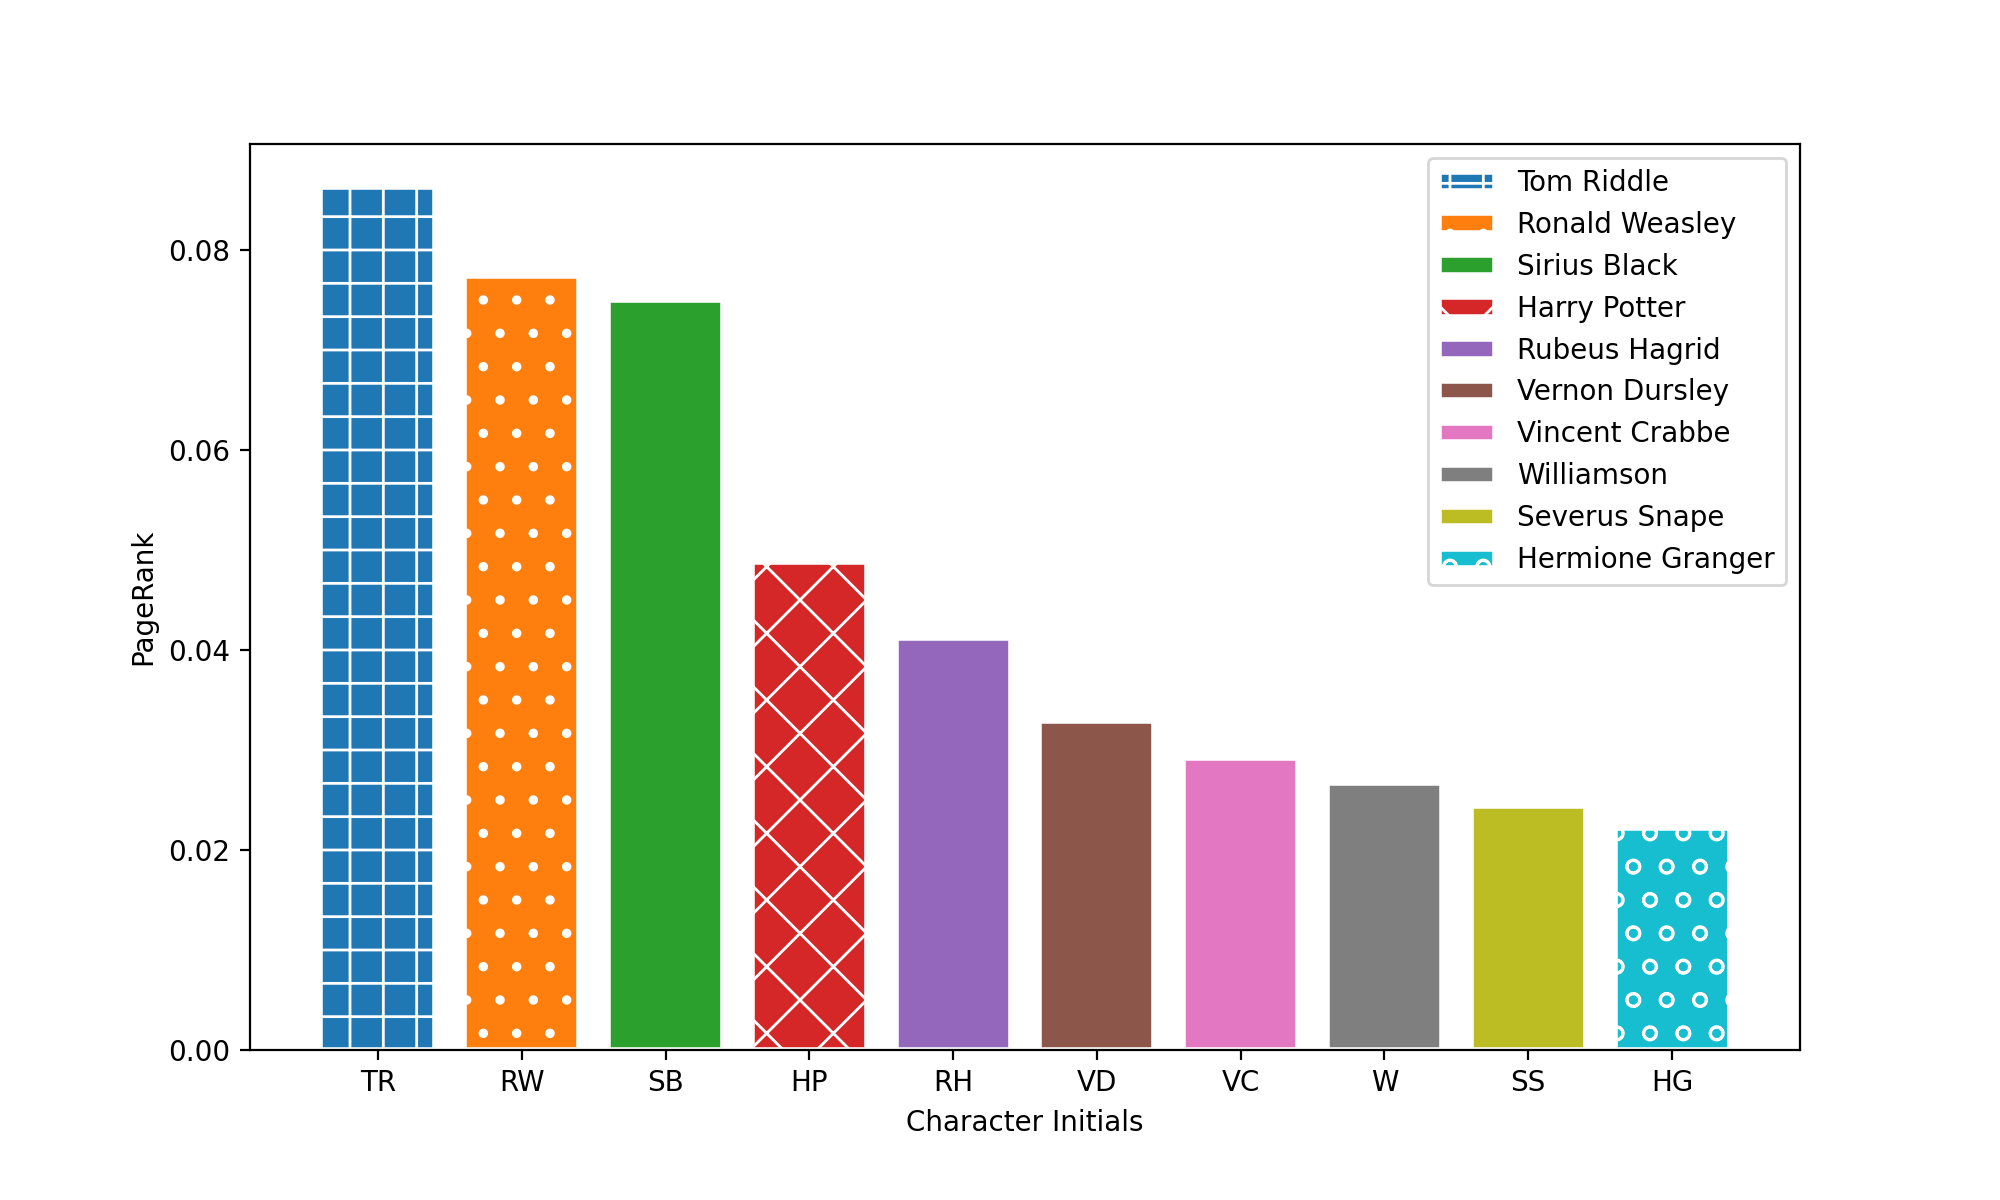 Tom Riddle
Ronald Weasley
Sirius Black
Harry Potter
Rubeus Hagrid
Vernon Dursley
Vincent Crabbe
Williamson
Severus Snape
Hermione Granger
PageRank
0.08
0.06
0.04
0.02
0.00
TR RW SB HP RH VD VC W SS HG
Character Initials